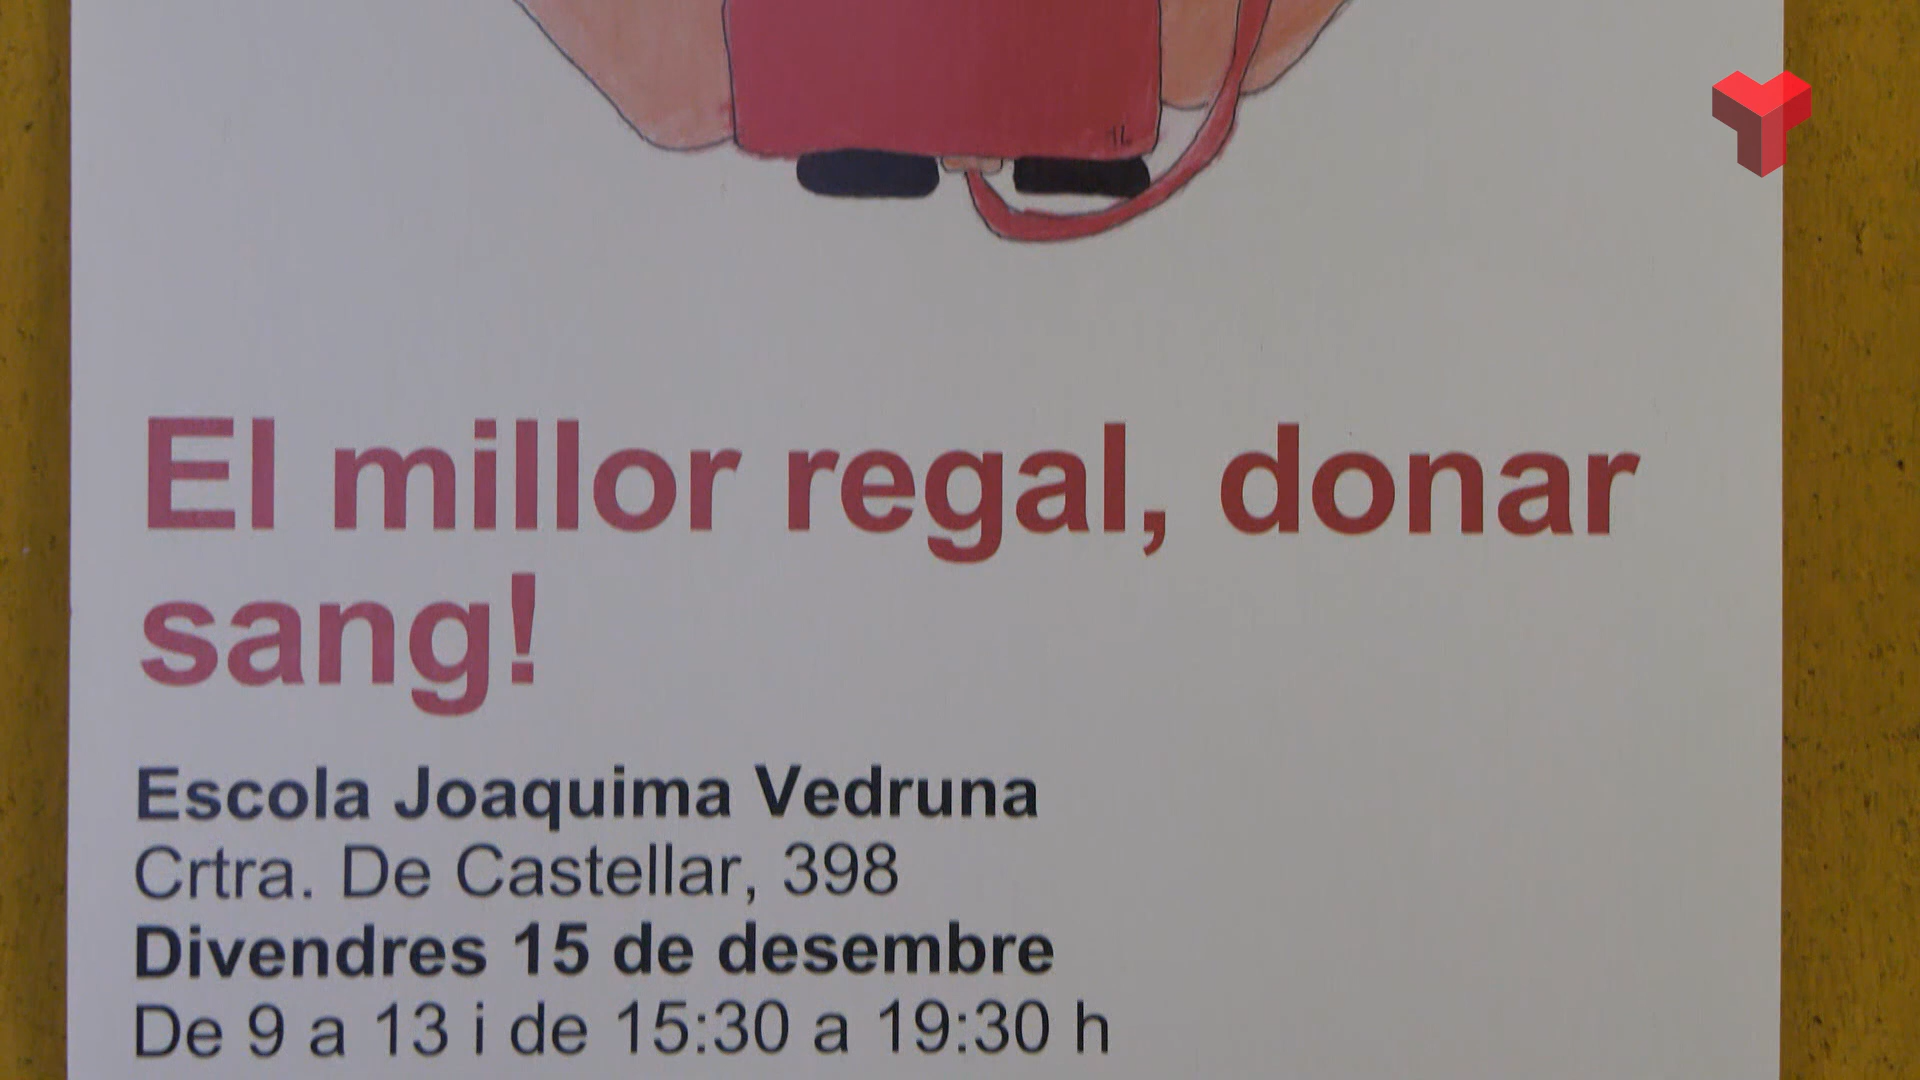 El millor regal, donar
sang!
Escola Joaquima Vedruna
Crtra. De Castellar, 398
Divendres 15 de desembre
De 9 a 13 i de 15:30 a 19:30 h